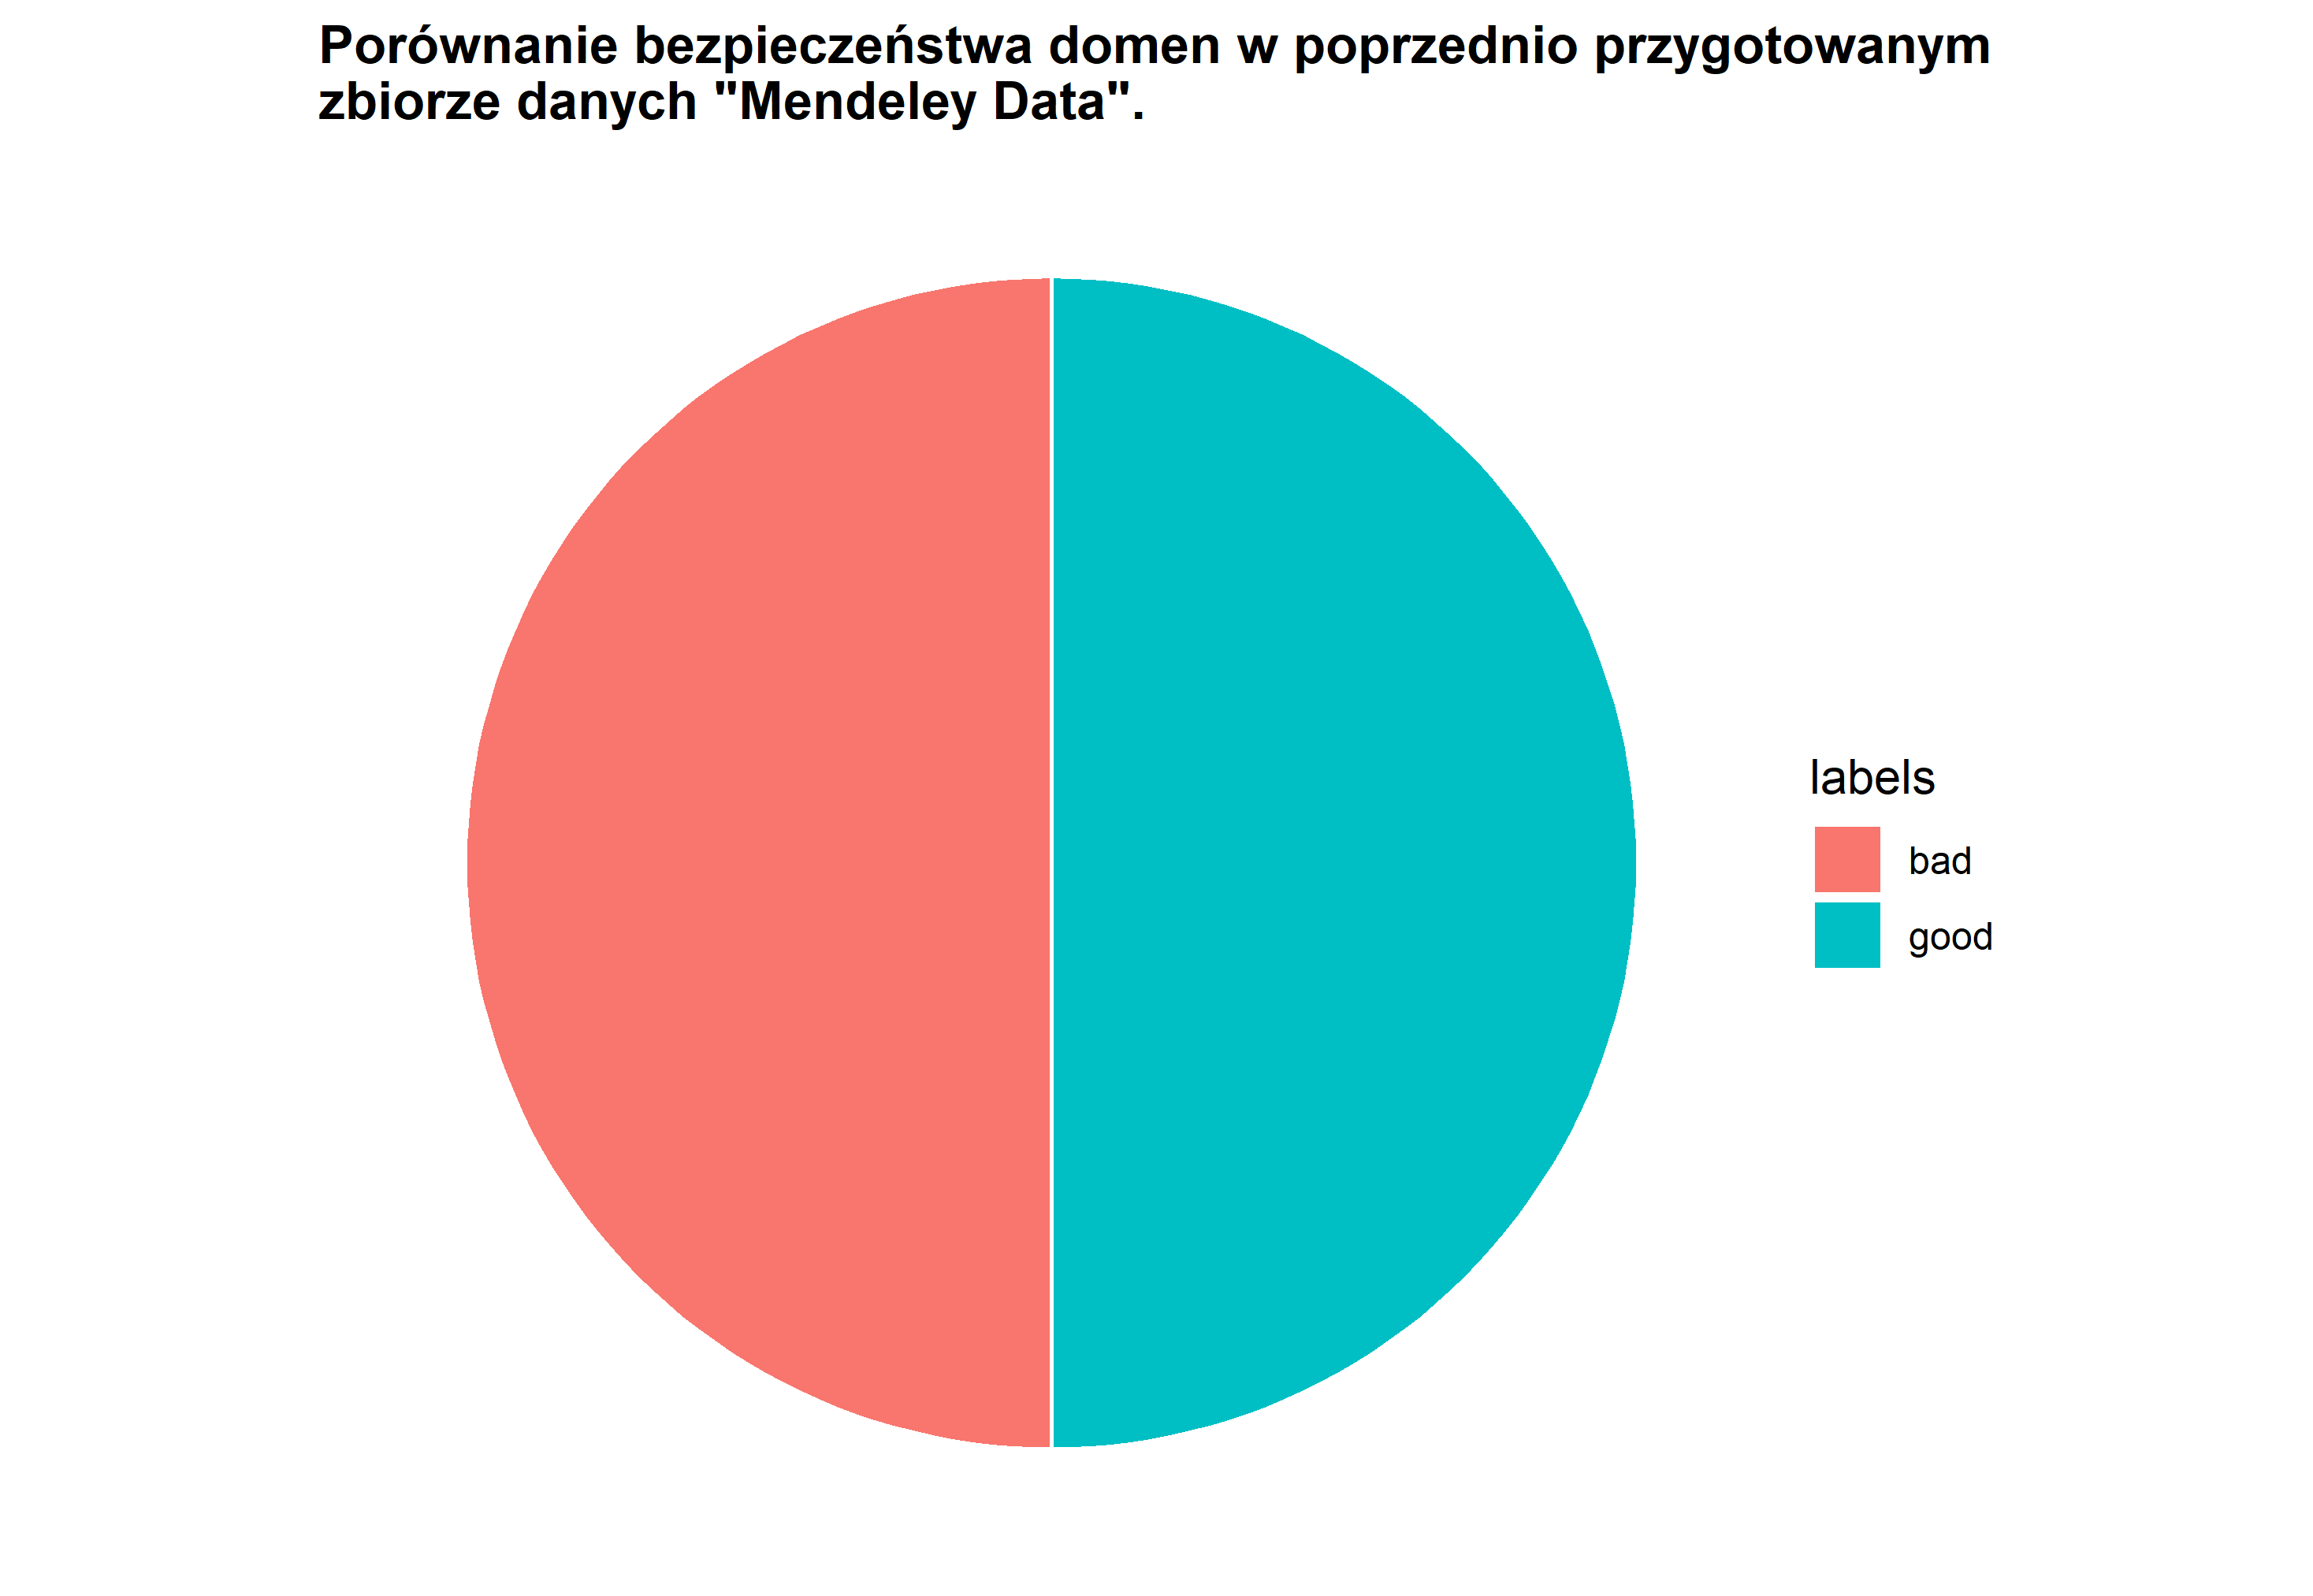 Porównanie bezpieczeństwa domen w poprzednio przygotowanym
zbiorze danych "Mendeley Data".
labels
bad
good